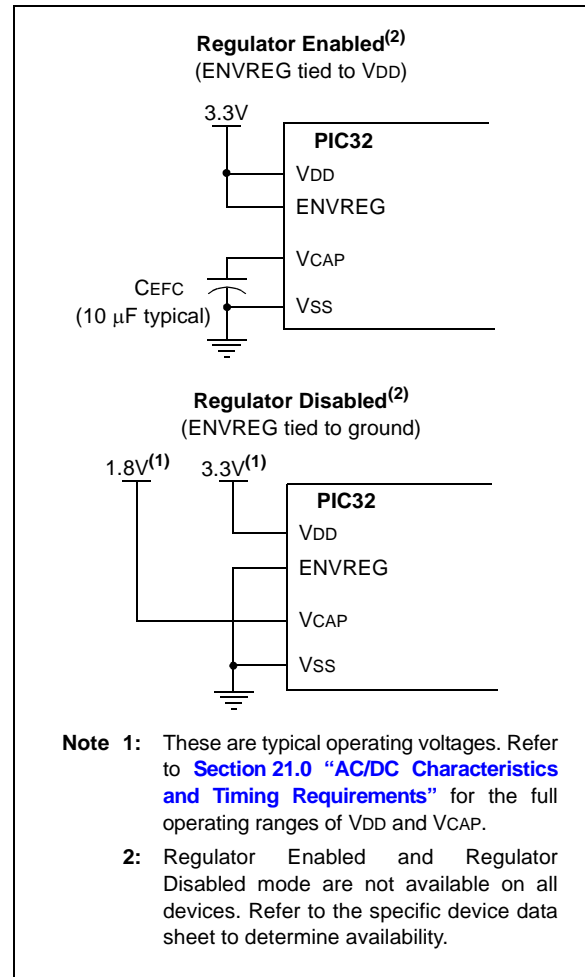 Regulator Enabled(2)
(ENVREG tied to VDD)
3.3V
PIC32
VDD
ENVREG
VCAP
CEFC
(10 μF typical)
VSS
Regulator Disabled(2)
(ENVREG tied to ground)
1.8V(1) 3.3V(1)
PIC32
VDD
ENVREG
VCAP
VSS
Note 1: These are typical operating voltages. Refer
to Section 21.0 “AC/DC Characteristics
and Timing Requirements” for the full
operating ranges of VDD and VCAP.
2: Regulator Enabled and Regulator
Disabled mode are not available on all
devices. Refer to the specific device data
sheet to determine availability.